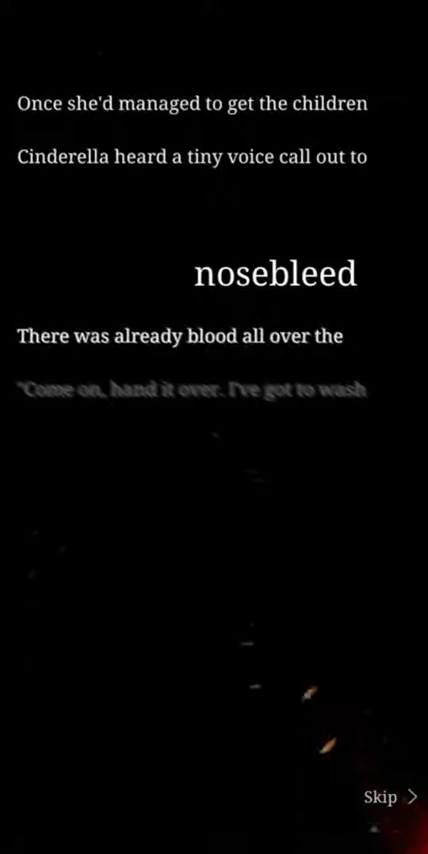 Once she'd managed to get the children
Cinderella heard a tiny voice call out to
nosebleed
There was already blood all over the
"Come on, hand it over. I've got to wash
Skip